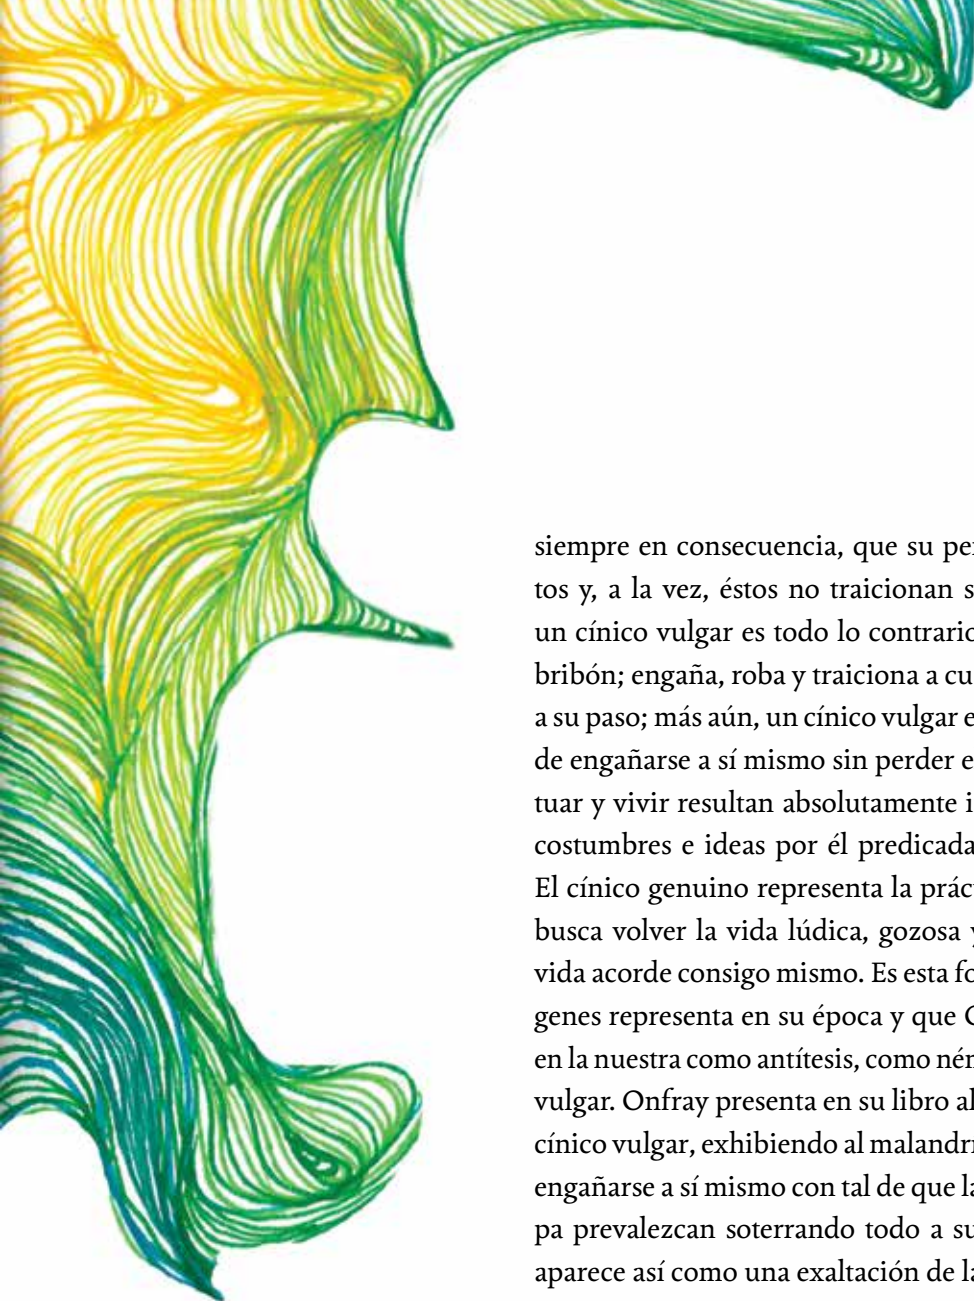 siempre en consecuencia, que su pe
tos y, a la vez, éstos no traicionan s
un cínico vulgar es todo lo contrario
bribón; engaña, roba y traiciona a cu
a su paso; más aún, un cínico vulgar e
de engañarse a sí mismo sin perder e
tuar y vivir resultan absolutamente i
costumbres e ideas por él predicada
El cínico genuino representa la prác
busca volver la vida lúdica, gozosa y
vida acorde consigo mismo. Es esta fo
genes representa en su época y que
en la nuestra como antítesis, como né
vulgar. Onfray presenta en su libro al
cínico vulgar, exhibiendo al malandr
engañarse a sí mismo con tal de que la
pa prevalezcan soterrando todo a su
aparece así como una exaltación de la